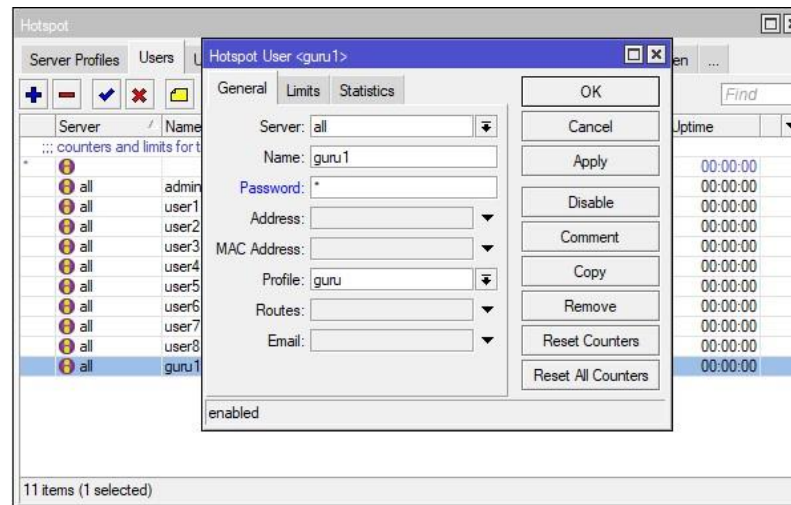 Hotspot
Server Profiles Users
Hotspot User <guru1>
en ...
General Limits Statistics
Find
Server Name
Uptime
;;; counters and limits for t
* 00:00:00
all admin 00:00:00
all user1 00:00:00
all user2 00:00:00
all user3 00:00:00
all user4 00:00:00
all user5 00:00:00
all user6 00:00:00
all user7 00:00:00
all user8 00:00:00
all guru1 00:00:00
Server: all
Name: guru1
Password: *
Address:
MAC Address:
Profile: guru
Routes:
Email:
OK
Cancel
Apply
Disable
Comment
Copy
Remove
Reset Counters
Reset All Counters
enabled
11 items (1 selected)